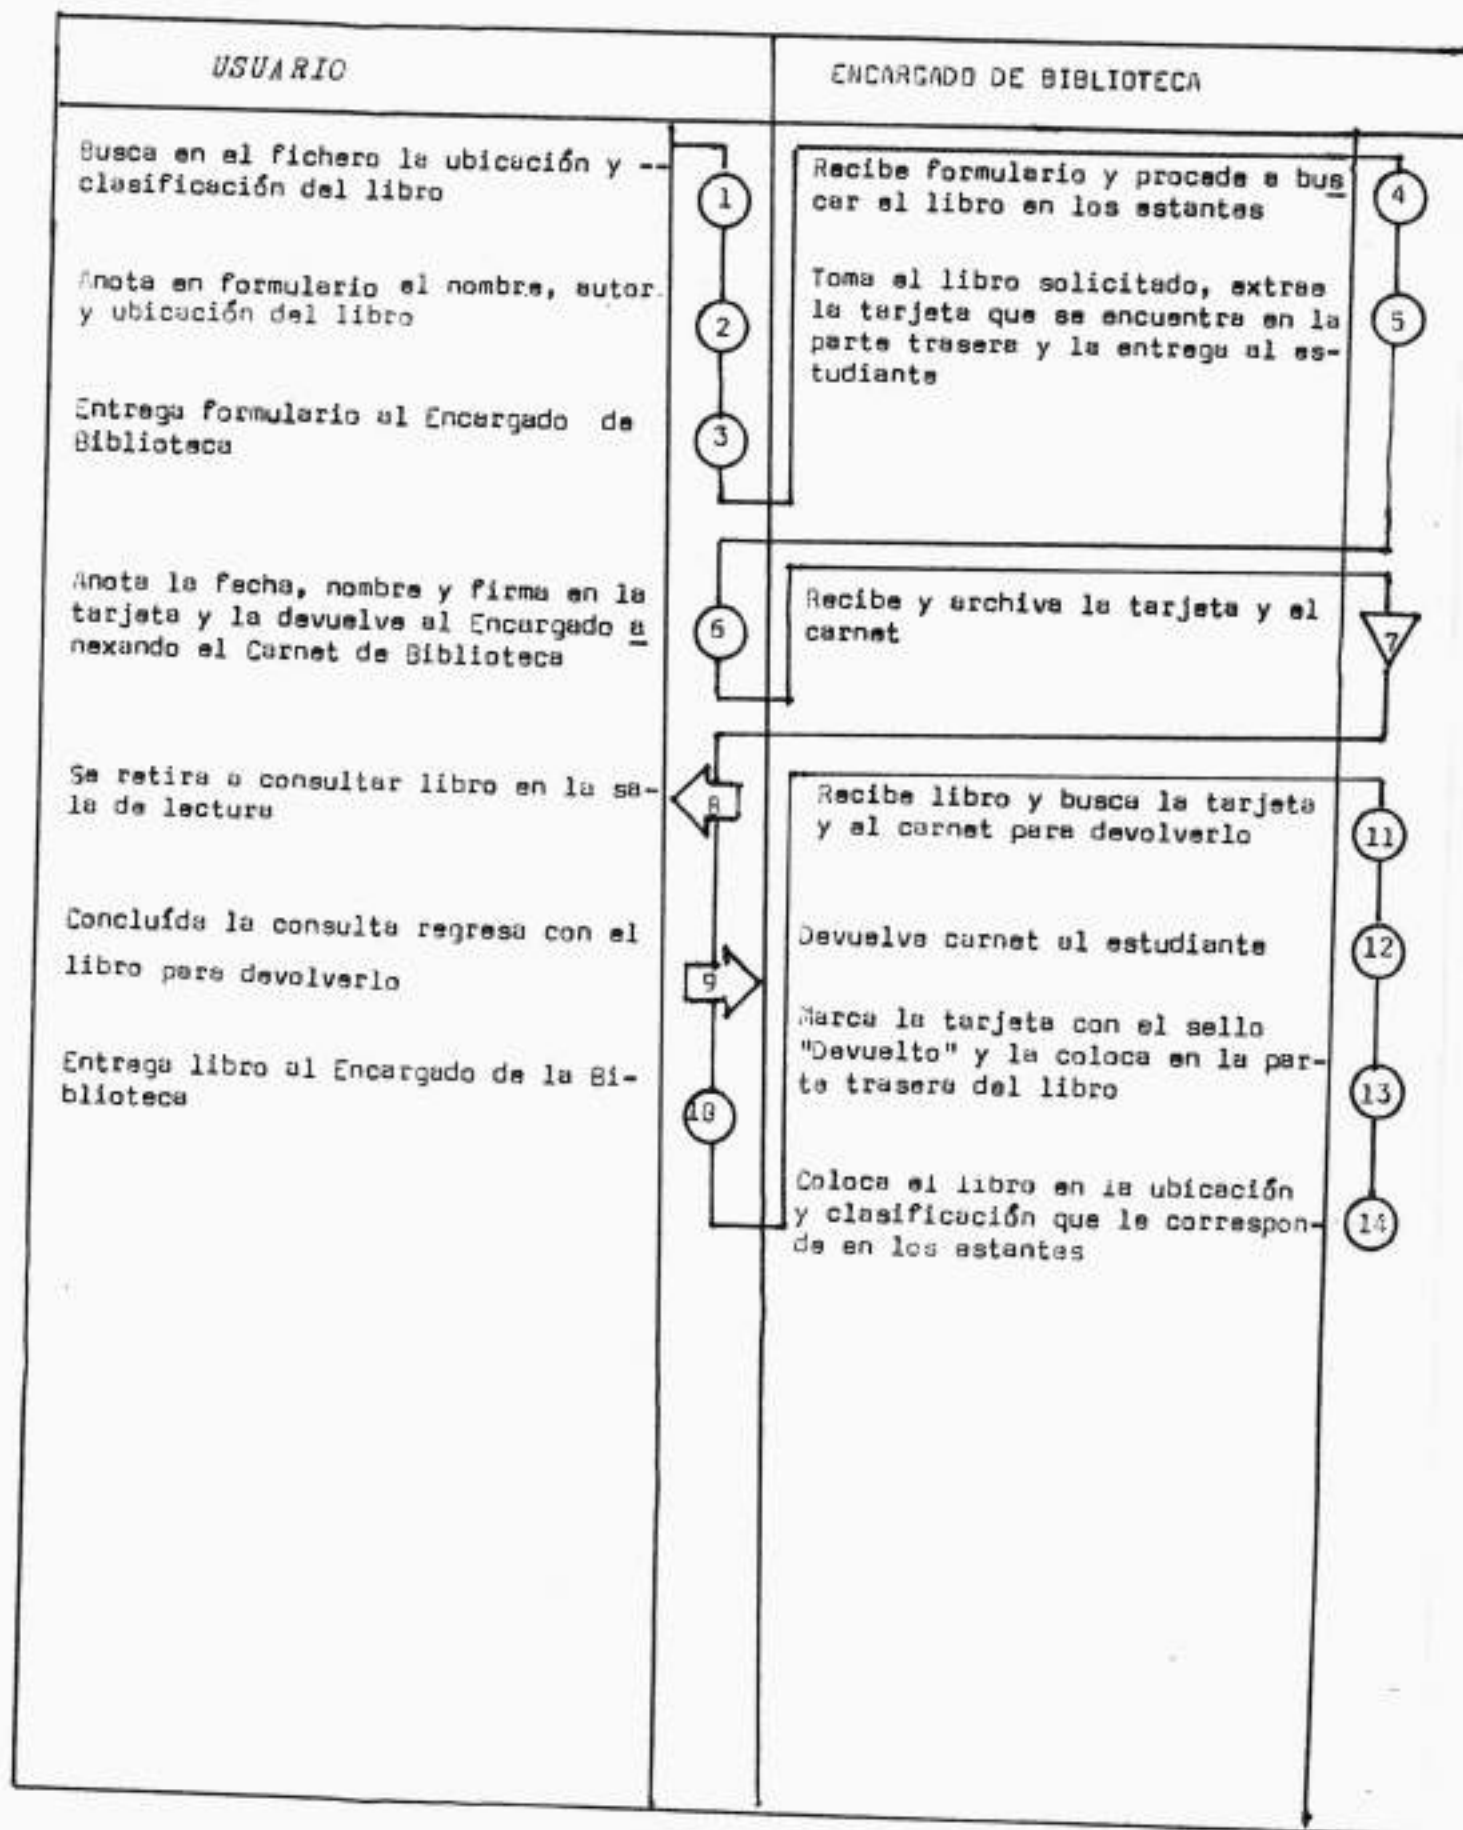 USUARIO
ENCARGADO DE BIBLIOTECA
Busca en el fichero la ubicación y --
clasificación del libro
1
Anota en formulario el nombre, autor
y ubicación del libro
2
Entrega formulario al Encargado de
Biblioteca
3
Recibe formulario y procede a bus
car el libro en los estantes
4
Toma el libro solicitado, extrae
la tarjeta que se encuentra en la
parte trasera y la entrega al es-
tudiante
5
Anota la fecha, nombre y firma en la
tarjeta y la devuelve al Encargado a
nexando el Carnet de Biblioteca
6
Recibe y archiva la tarjeta y el
carnet
7
Se retira a consultar libro en la sa-
la de lectura
8
Concluída la consulta regresa con el
libro para devolverlo
9
Entrega libro al Encargado de la Bi-
blioteca
10
Recibe libro y busca la tarjeta
y el carnet para devolverlo
11
Devuelve carnet al estudiante
12
Marca la tarjeta con el sello
"Devuelto" y la coloca en la par-
te trasera del libro
13
Coloca el libro en la ubicación
y clasificación que le correspon-
de en los estantes
14